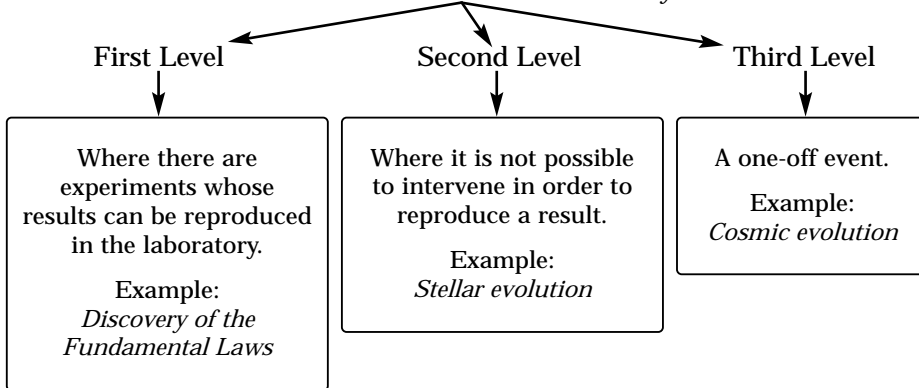 First Level
Second Level
Third Level
Where there are
experiments whose
results can be reproduced
in the laboratory.
Example:
Discovery of the
Fundamental Laws
Where it is not possible
to intervene in order to
reproduce a result.
Example:
Stellar evolution
A one-off event.
Example:
Cosmic evolution